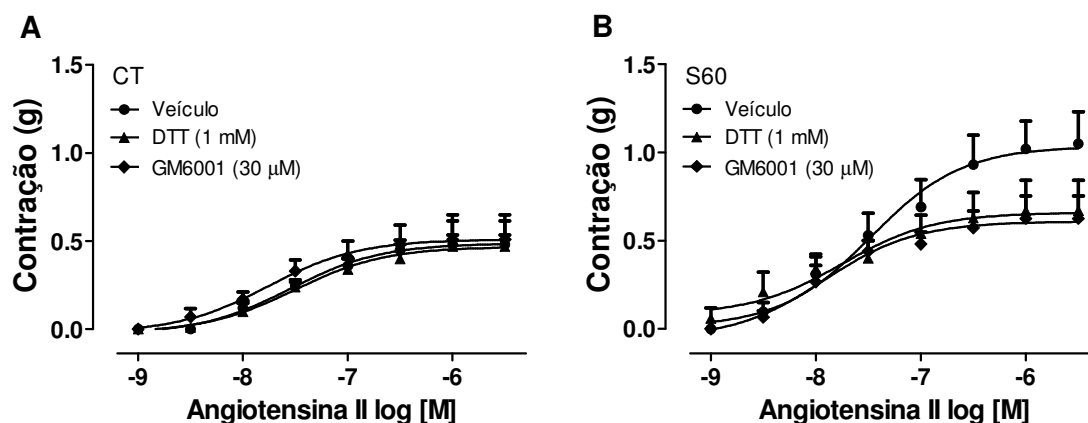 A
CT
Veículo
DTT (1 mM)
GM6001 (30 μM)
Contração (g)
1.5
1.0
0.5
0.0
-9 -8 -7 -6
Angiotensina II log [M]
B
S60
Veículo
DTT (1 mM)
GM6001 (30 μM)
Contração (g)
1.5
1.0
0.5
0.0
-9 -8 -7 -6
Angiotensina II log [M]